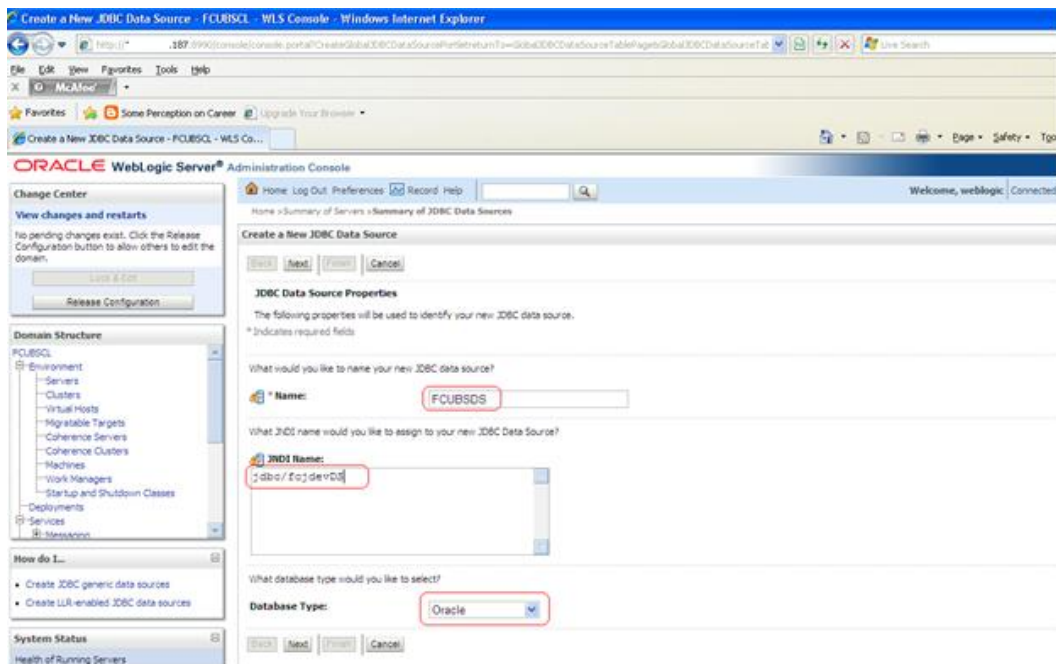 Create a New JDBC Data Source - FCUBSCL - WLS Console - Windows Internet Explorer
File Edit View Favorites Tools Help
McAfee
Favorites Some Perception on Career Upgrade Your Browser
Create a New JDBC Data Source - FCUBSCL - WLS Co...
Page Safety
ORACLE WebLogic Server® Administration Console
Change Center
View changes and restarts
No pending changes exist. Click the Release
Configuration button to allow others to edit the
domain.
Lock & Edit
Release Configuration
Domain Structure
FCUBSCL
Environment
Servers
Clusters
Virtual Hosts
Migratable Targets
Coherence Servers
Coherence Clusters
Machines
Work Managers
Startup and Shutdown Classes
Deployments
Services
Messaging
How do I...
Create JDBC generic data sources
Create LLR-enabled JDBC data sources
System Status
Health of Running Servers
Home Log Out Preferences Record Help
Welcome, weblogic Connected
Home >Summary of Servers >Summary of JDBC Data Sources
Create a New JDBC Data Source
Back Next Finish Cancel
JDBC Data Source Properties
The following properties will be used to identify your new JDBC data source.
* Indicates required fields
What would you like to name your new JDBC data source?
* Name: FCUBSDS
What JNDI name would you like to assign to your new JDBC Data Source?
JNDI Name:
jdbc/fcjdevDS
What database type would you like to select?
Database Type: Oracle
Back Next Finish Cancel